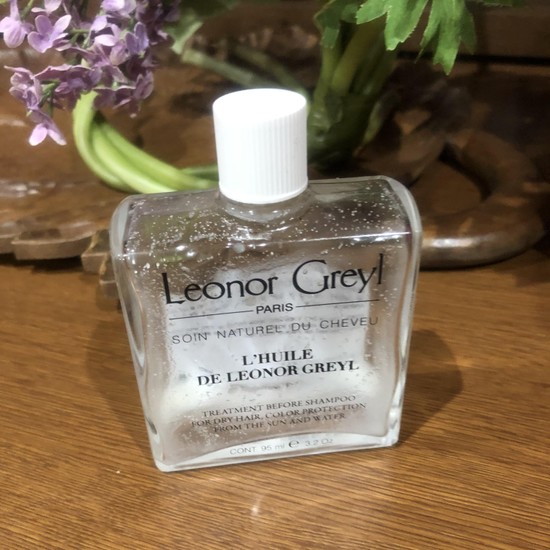 Leonor Greyl
PARIS
SOIN NATUREL DU CHEVEU
L'HUILE
DE LEONOR GREYL
TREATMENT BEFORE SHAMPOO
FOR DRY HAIR, COLOR PROTECTION
FROM THE SUN AND WATER
CONT. 95 ml ℮ 3.2 Oz